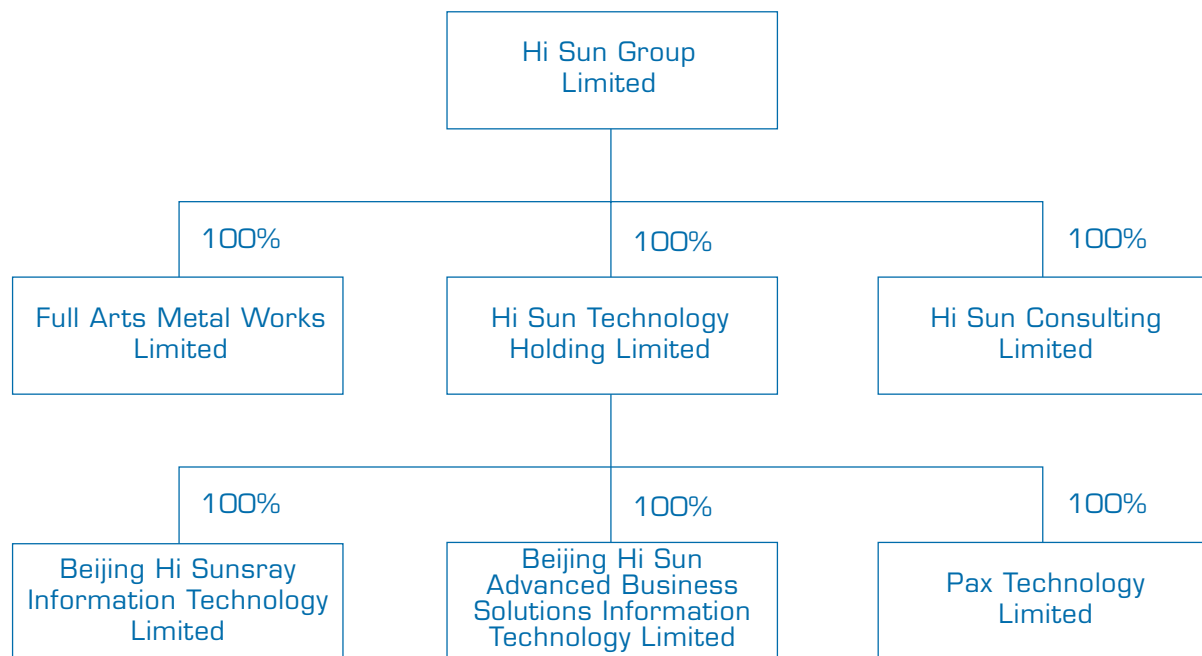 Hi Sun Group
Limited
100%
100%
100%
Full Arts Metal Works
Limited
Hi Sun Technology
Holding Limited
Hi Sun Consulting
Limited
100%
100%
100%
Beijing Hi Sunsray
Information Technology
Limited
Beijing Hi Sun
Advanced Business
Solutions Information
Technology Limited
Pax Technology
Limited